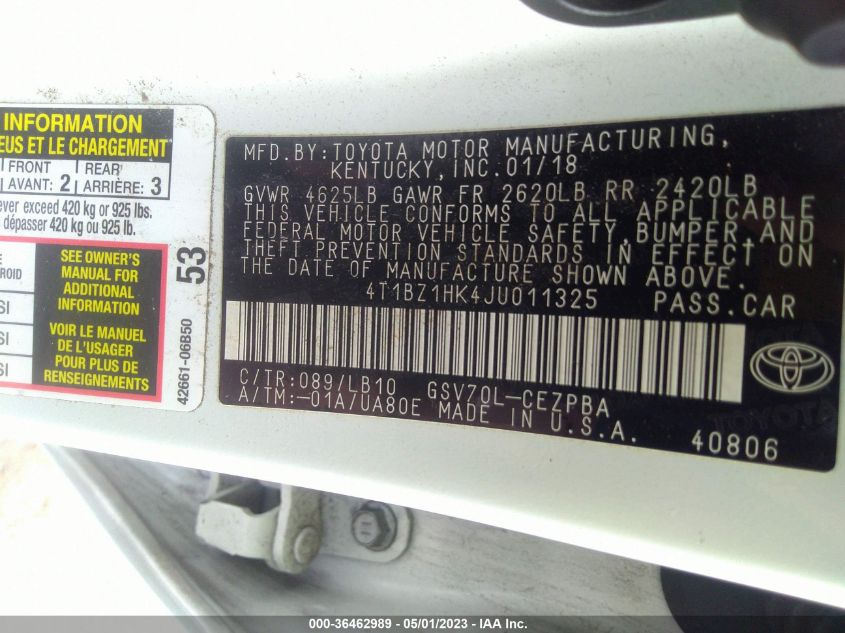 INFORMATION
EUS ET LE CHARGEMENT
FRONT
AVANT: 2
REAR
ARRIÈRE: 3
ever exceed 420 kg or 925 lbs.
dépasser 420 kg ou 925 lb.
SEE OWNER'S
MANUAL FOR
ADDITIONAL
INFORMATION
VOIR LE MANUEL
DE L'USAGER
POUR PLUS DE
RENSEIGNEMENTS
53
42661-06B50
MFD.BY:TOYOTA MOTOR MANUFACTURING,
KENTUCKY, INC. 01/18
GVWR 4625LB GAWR FR 2620LB RR 2420LB
THIS VEHICLE CONFORMS TO ALL APPLICABLE
FEDERAL MOTOR VEHICLE SAFETY, BUMPER, AND
THEFT PREVENTION STANDARDS IN EFFECT ON
THE DATE OF MANUFACTURE SHOWN ABOVE.
4T1BZ1HK4JU011325 PASS.CAR
C/TR:089/LB10 GSV70L-CEZPBA
A/TM:-01A/UA80E MADE IN U.S.A.
40806
TOYOTA
000-36462989 - 05/01/2023 - IAA Inc.